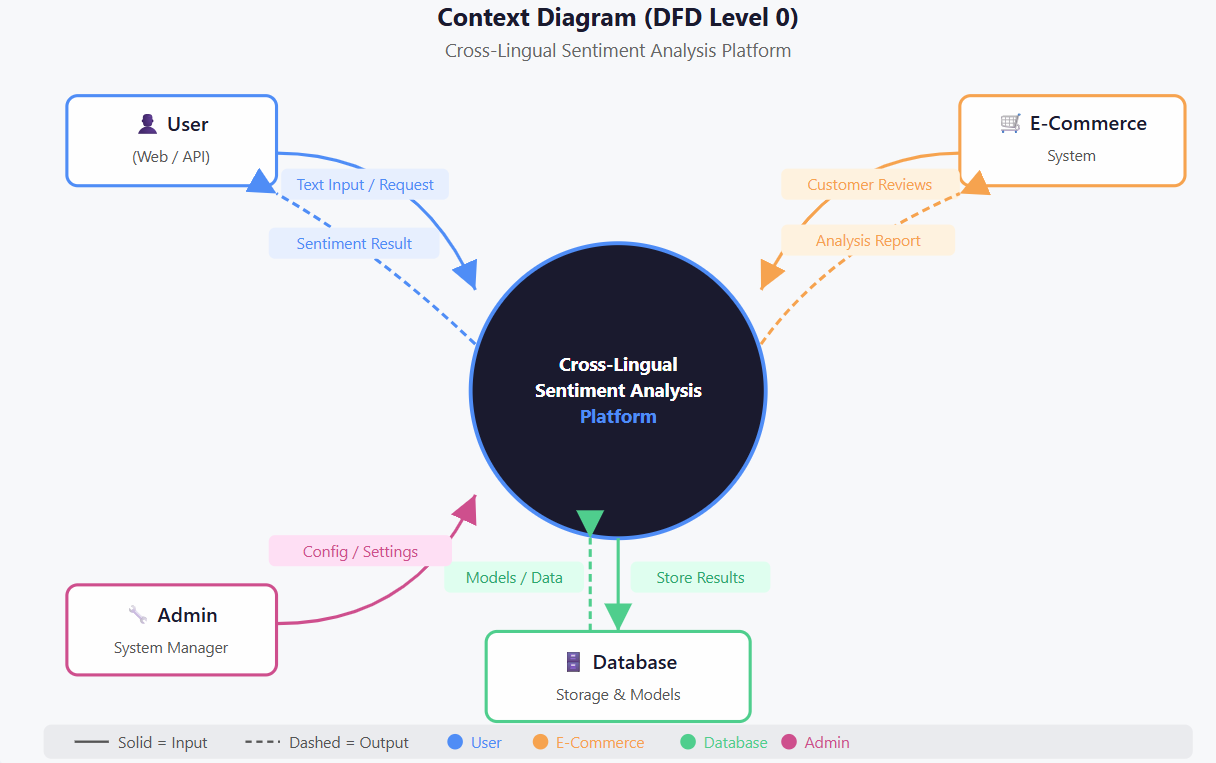 Context Diagram (DFD Level 0)
Cross-Lingual Sentiment Analysis Platform
User
(Web / API)
E-Commerce
System
Text Input / Request
Customer Reviews
Sentiment Result
Analysis Report
Cross-Lingual
Sentiment Analysis
Platform
Config / Settings
Models / Data
Store Results
Admin
System Manager
Database
Storage & Models
Solid = Input
Dashed = Output
User
E-Commerce
Database
Admin